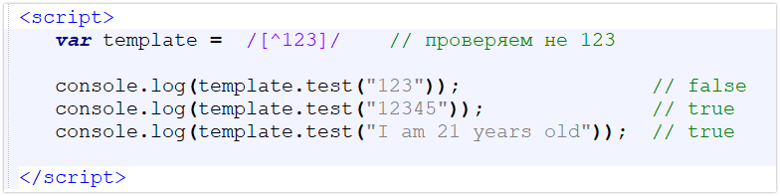 <script>
var template =  /[^123]/    // проверяем не 123
console.log(template.test("123"));                // false
console.log(template.test("12345"));              // true
console.log(template.test("I am 21 years old"));  // true
</script>